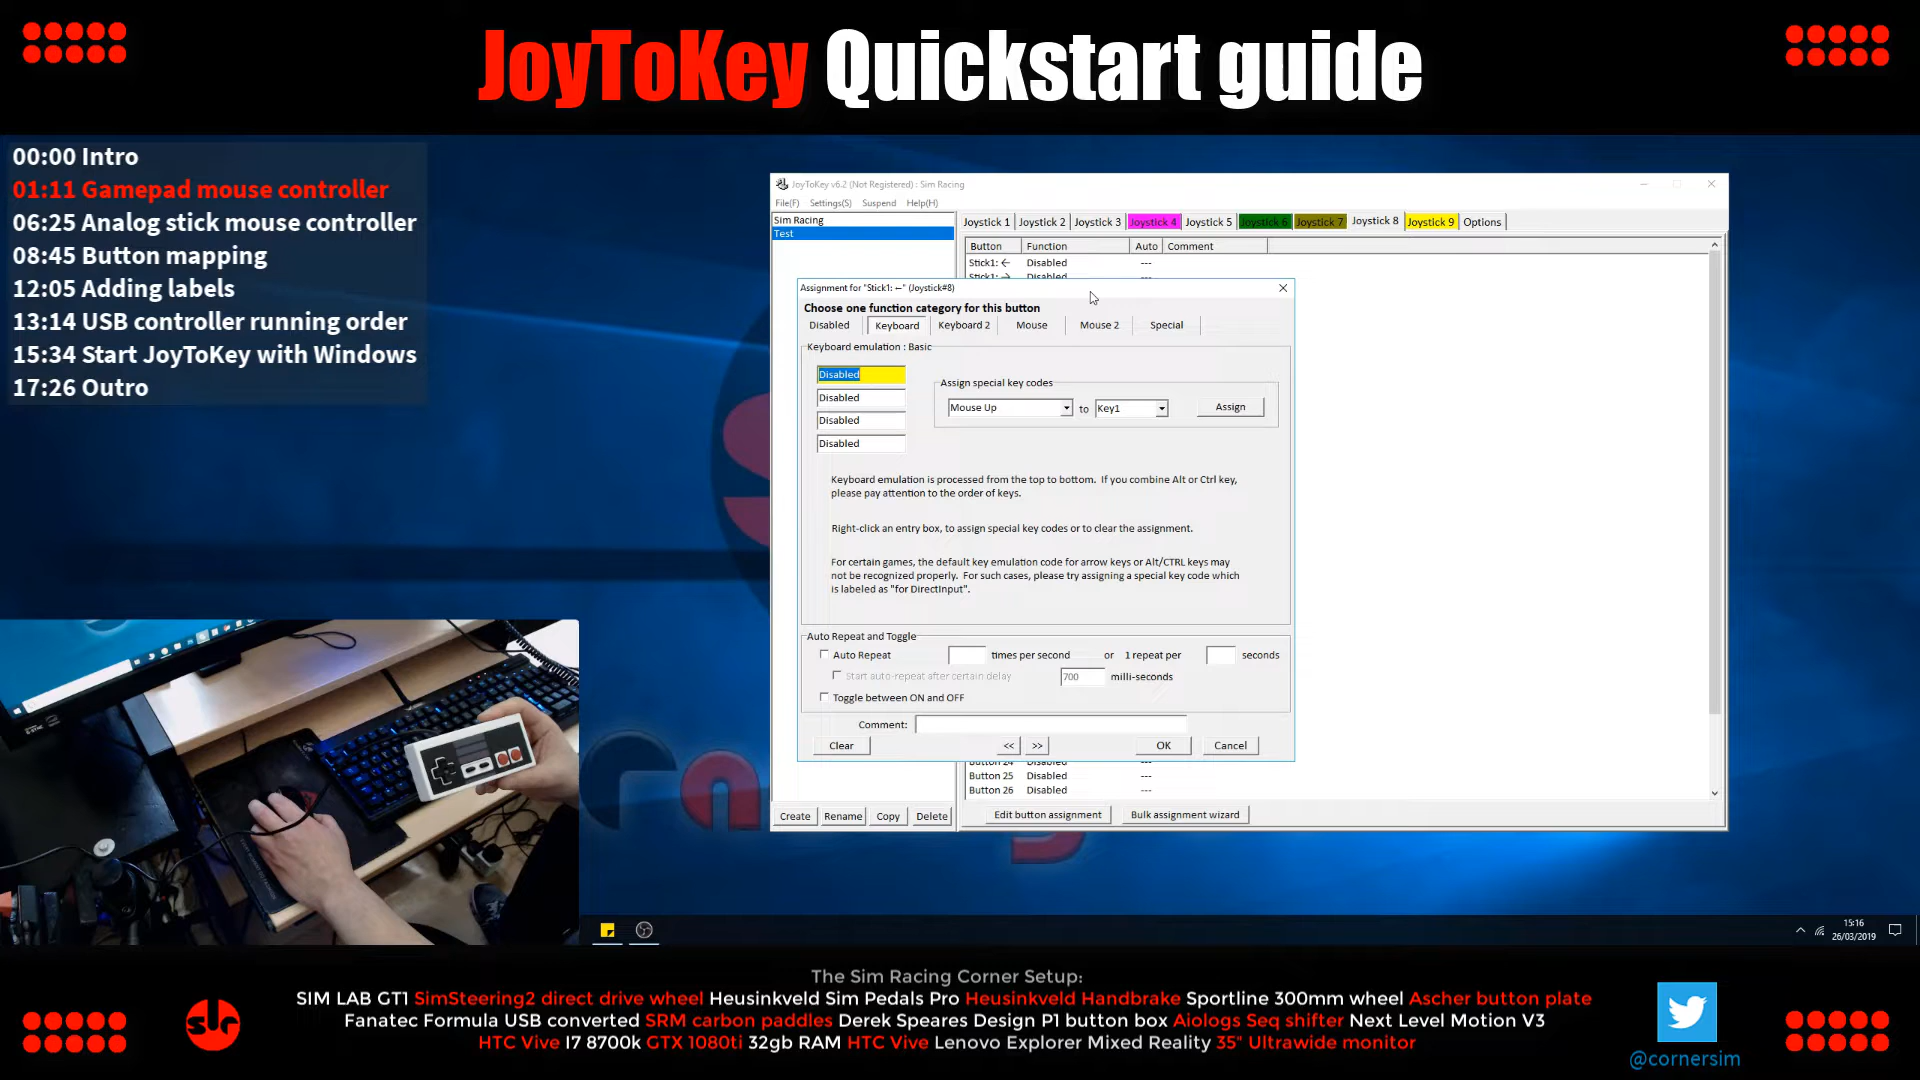 JoyToKey Quickstart guide
00:00 Intro
01:11 Gamepad mouse controller
06:25 Analog stick mouse controller
08:45 Button mapping
12:05 Adding labels
13:14 USB controller running order
15:34 Start JoyToKey with Windows
17:26 Outro
JoyToKey v6.2 (Not Registered) : Sim Racing
File(F) Settings(S) Suspend Help(H)
Sim Racing
Test
Joystick 1 Joystick 2 Joystick 3 Joystick 4 Joystick 5 Joystick 6 Joystick 7 Joystick 8 Joystick 9 Options
Button Function Auto Comment
Stick1: ← Disabled ---
Stick1: → Disabled ---
Assignment for "Stick1: ←" (Joystick#8)
Choose one function category for this button
Disabled Keyboard Keyboard 2 Mouse Mouse 2 Special
Keyboard emulation : Basic
Disabled
Disabled
Disabled
Disabled
Assign special key codes
Mouse Up to Key1 Assign
Keyboard emulation is processed from the top to bottom. If you combine Alt or Ctrl key,
please pay attention to the order of keys.
Right-click an entry box, to assign special key codes or to clear the assignment.
For certain games, the default key emulation code for arrow keys or Alt/CTRL keys may
not be recognized properly. For such cases, please try assigning a special key code which
is labeled as "for DirectInput".
Auto Repeat and Toggle
Auto Repeat times per second or 1 repeat per seconds
Start auto-repeat after certain delay 700 milli-seconds
Toggle between ON and OFF
Comment:
Clear << >> OK Cancel
Button 24 Disabled ---
Button 25 Disabled ---
Button 26 Disabled ---
Create Rename Copy Delete
Edit button assignment Bulk assignment wizard
15:16
26/03/2019
The Sim Racing Corner Setup:
SIM LAB GT1 SimSteering2 direct drive wheel Heusinkveld Sim Pedals Pro Heusinkveld Handbrake Sportline 300mm wheel Ascher button plate
Fanatec Formula USB converted SRM carbon paddles Derek Speares Design P1 button box Aiologs Seq shifter Next Level Motion V3
HTC Vive I7 8700k GTX 1080ti 32gb RAM HTC Vive Lenovo Explorer Mixed Reality 35" Ultrawide monitor
@cornersim